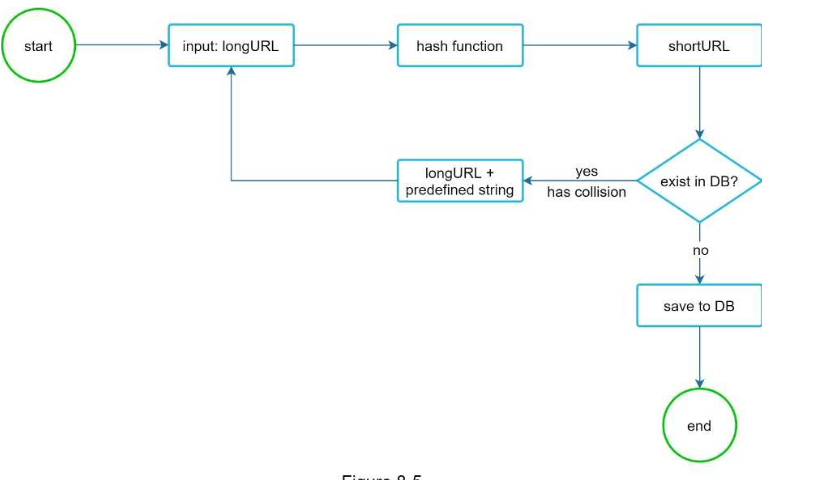 start
input: longURL
hash function
shortURL
longURL +
predefined string
yes
has collision
exist in DB?
no
save to DB
end
Figure 8-5